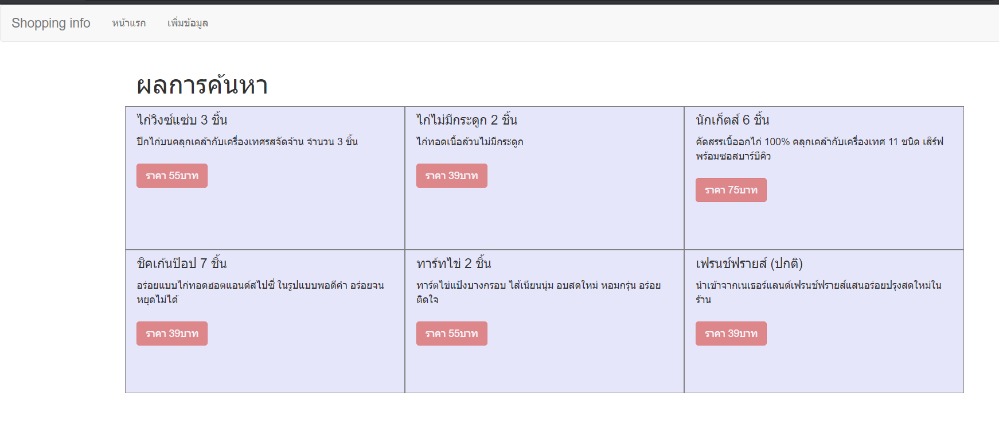 Shopping info หน้าแรก เพิ่มข้อมูล
ผลการค้นหา
ไก่วิงซ์แซ่บ 3 ชิ้น
ปีกไก่บนคลุกเคล้ากับเครื่องเทศรสจัดจ้าน จำนวน 3 ชิ้น
ราคา 55บาท
ไก่ไม่มีกระดูก 2 ชิ้น
ไก่ทอดเนื้อล้วนไม่มีกระดูก
ราคา 39บาท
นักเก็ตส์ 6 ชิ้น
คัดสรรเนื้ออกไก่ 100% คลุกเคล้ากับเครื่องเทศ 11 ชนิด เสิร์ฟ
พร้อมซอสบาร์บีคิว
ราคา 75บาท
ชิคเก้นป๊อป 7 ชิ้น
อร่อยแบบไก่ทอดฮอตแอนด์สไปซี่ ในรูปแบบพอดีคำ อร่อยจน
หยุดไม่ได้
ราคา 39บาท
ทาร์ทไข่ 2 ชิ้น
ทาร์ตไข่แป้งบางกรอบ ไส้เนียนนุ่ม อบสดใหม่ หอมกรุ่น อร่อย
ติดใจ
ราคา 55บาท
เฟรนช์ฟรายส์ (ปกติ)
นำเข้าจากเนเธอร์แลนด์เฟรนช์ฟรายส์แสนอร่อยปรุงสดใหม่ใน
ร้าน
ราคา 39บาท